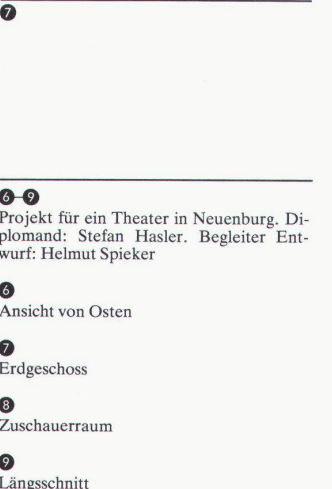 7
6–9
Projekt für ein Theater in Neuenburg. Di-
plomand: Stefan Hasler. Begleiter Ent-
wurf: Helmut Spieker
6
Ansicht von Osten
7
Erdgeschoss
8
Zuschauerraum
9
Längsschnitt